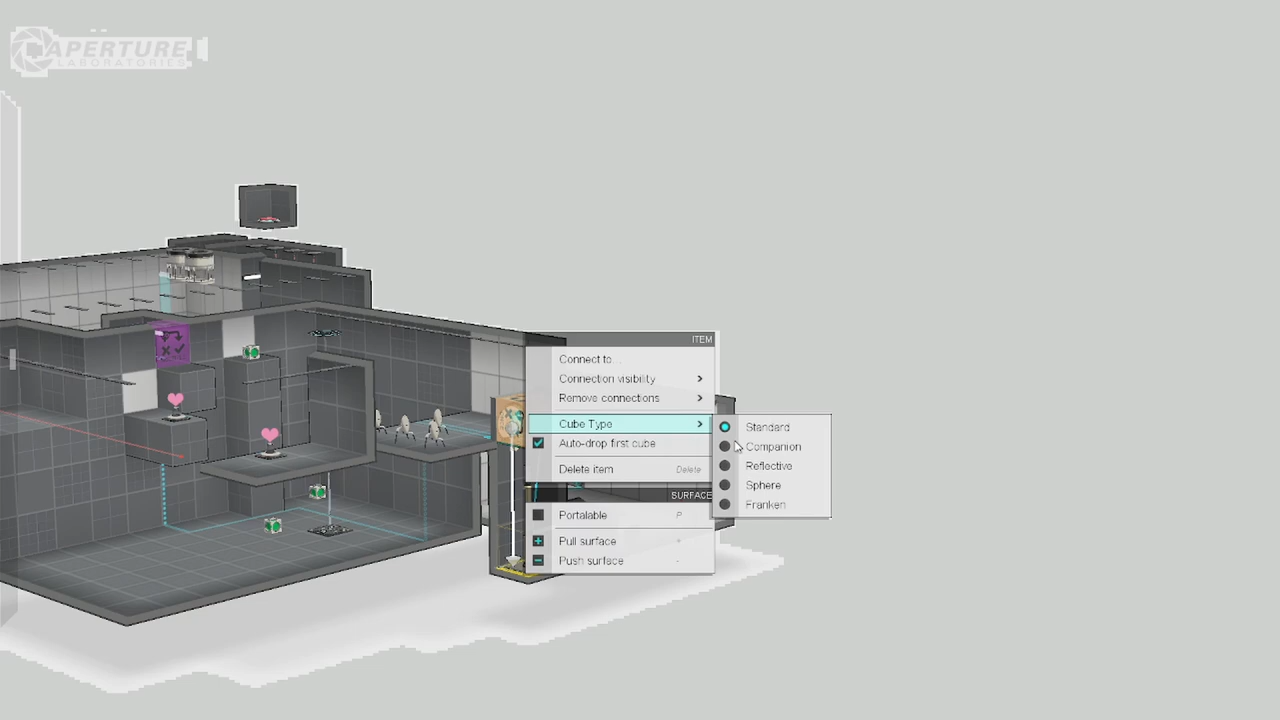 APERTURE
LABORATORIES
ITEM
Connect to...
Connection visibility
Remove connections
Cube Type
Auto-drop first cube
Delete item Delete
SURFACE
Portalable P
Pull surface +
Push surface -
Standard
Companion
Reflective
Sphere
Franken